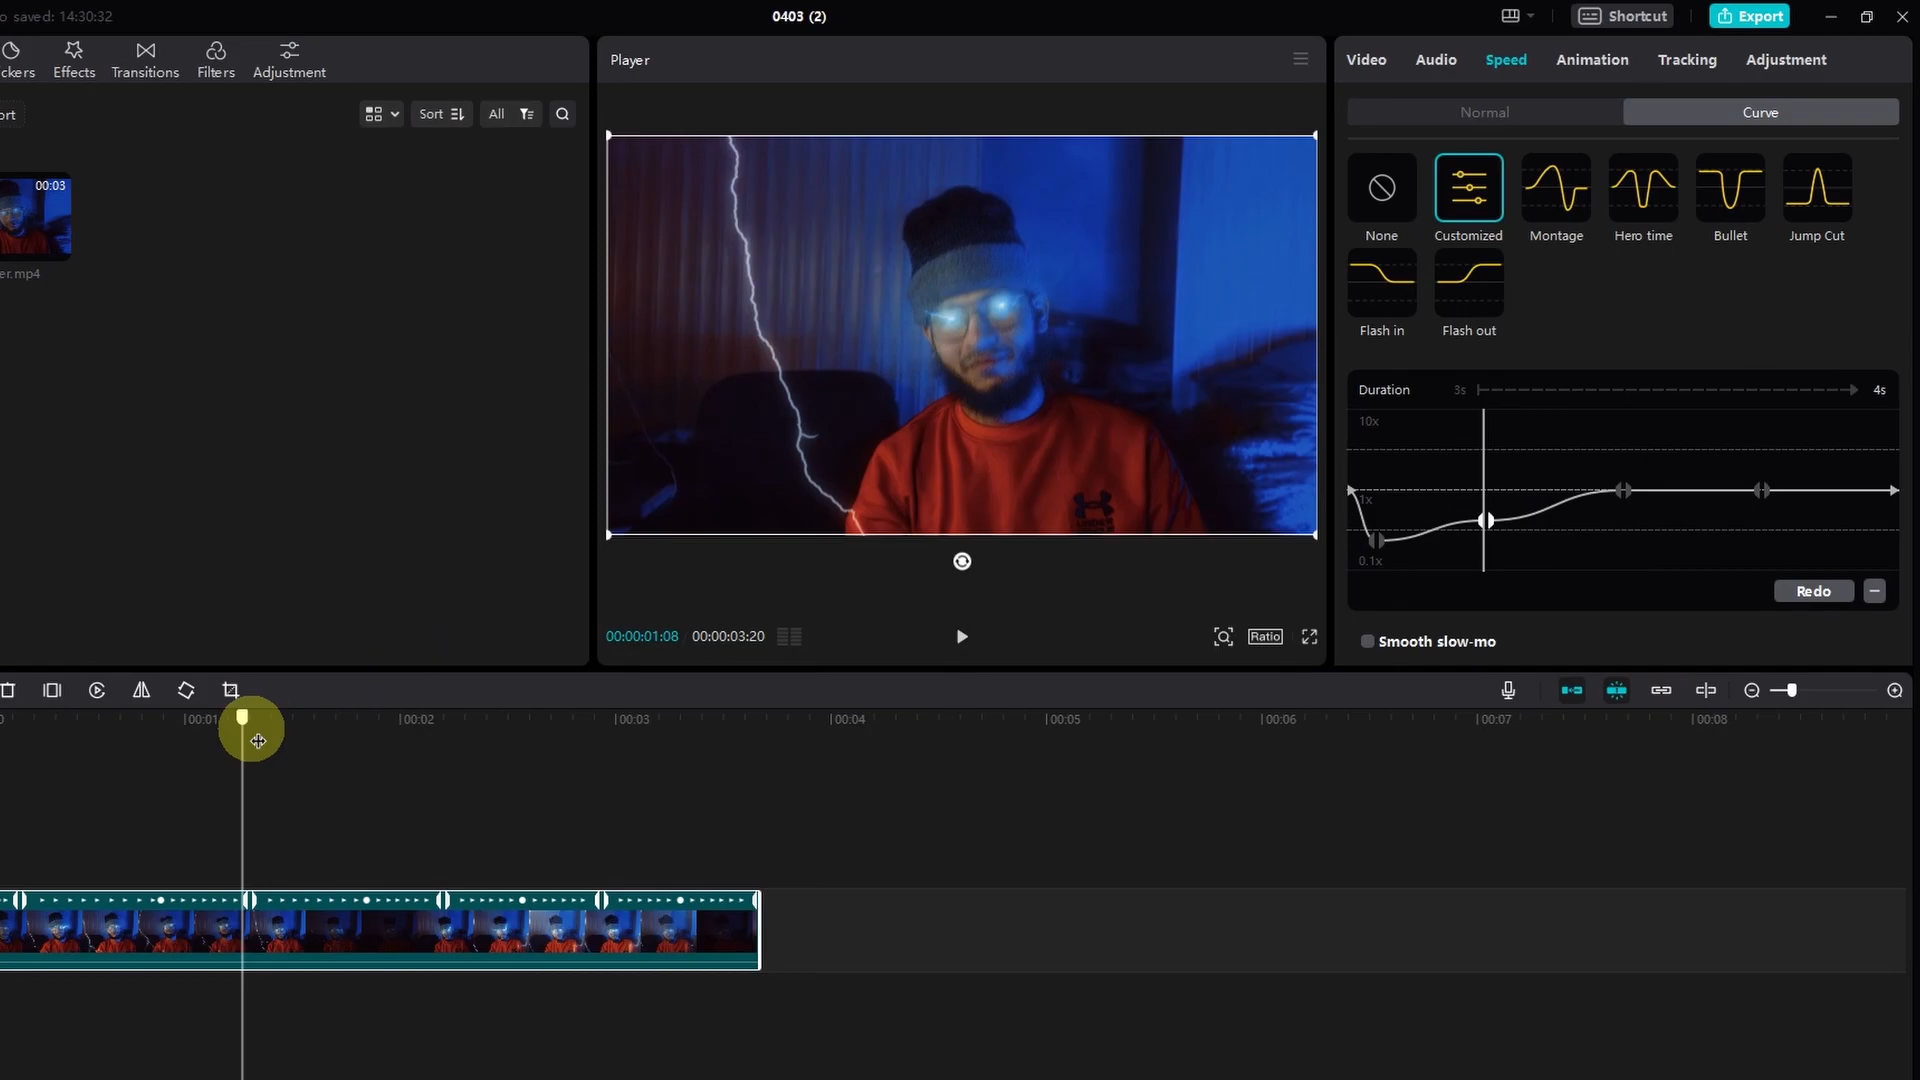 o saved: 14:30:32
0403 (2)
Shortcut
Export
ckers
Effects
Transitions
Filters
Adjustment
Player
Video
Audio
Speed
Animation
Tracking
Adjustment
ort
Sort
All
Normal
Curve
00:03
er.mp4
None
Customized
Montage
Hero time
Bullet
Jump Cut
Flash in
Flash out
Duration
3s
4s
10x
1x
0.1x
UNDER
Redo
Smooth slow-mo
00:00:01:08
00:00:03:20
Ratio
0
00:01
00:02
00:03
00:04
00:05
00:06
00:07
00:08